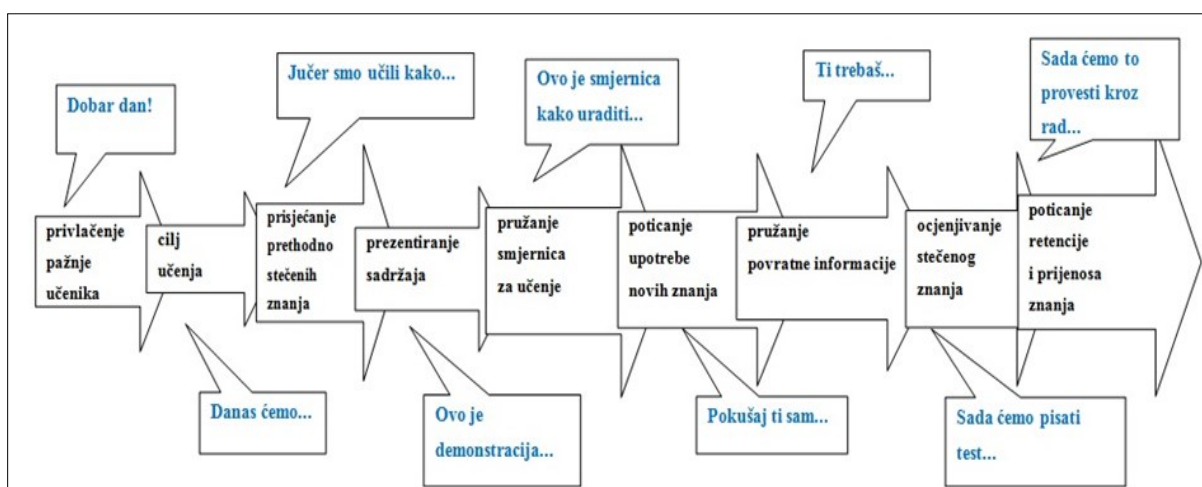 Dobar dan!
Jučer smo učili kako...
Ovo je smjernica
kako uraditi...
Ti trebaš...
Sada ćemo to
provesti kroz
rad...
privlačenje
pažnje
učenika
cilj
učenja
prisjećanje
prethodno
stečenih
znanja
prezentiranje
sadržaja
pružanje
smjernica
za učenje
poticanje
upotrebe
novih znanja
pružanje
povratne informacije
ocjenjivanje
stečenog
znanja
poticanje
retencije
i prijenosa
znanja
Danas ćemo...
Ovo je
demonstracija...
Pokušaj ti sam...
Sada ćemo pisati
test...